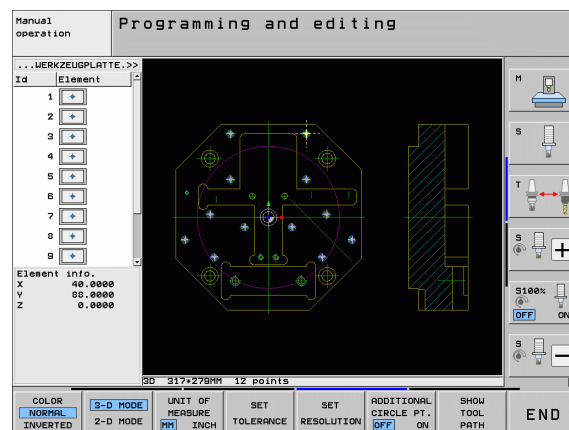 Manual
operation
Programming and editing
...WERKZEUGPLATTE.>>
Id Element
1
2
3
4
5
6
7
8
9
Element info.
X 40.0000
Y 88.0000
Z 0.0000
M
S
T
S
+
S100%
OFF ON
S
3D 317*279MM 12 points
COLOR
NORMAL
INVERTED
3-D MODE
2-D MODE
UNIT OF
MEASURE
MM INCH
SET
TOLERANCE
SET
RESOLUTION
ADDITIONAL
CIRCLE PT.
OFF ON
SHOW
TOOL
PATH
END